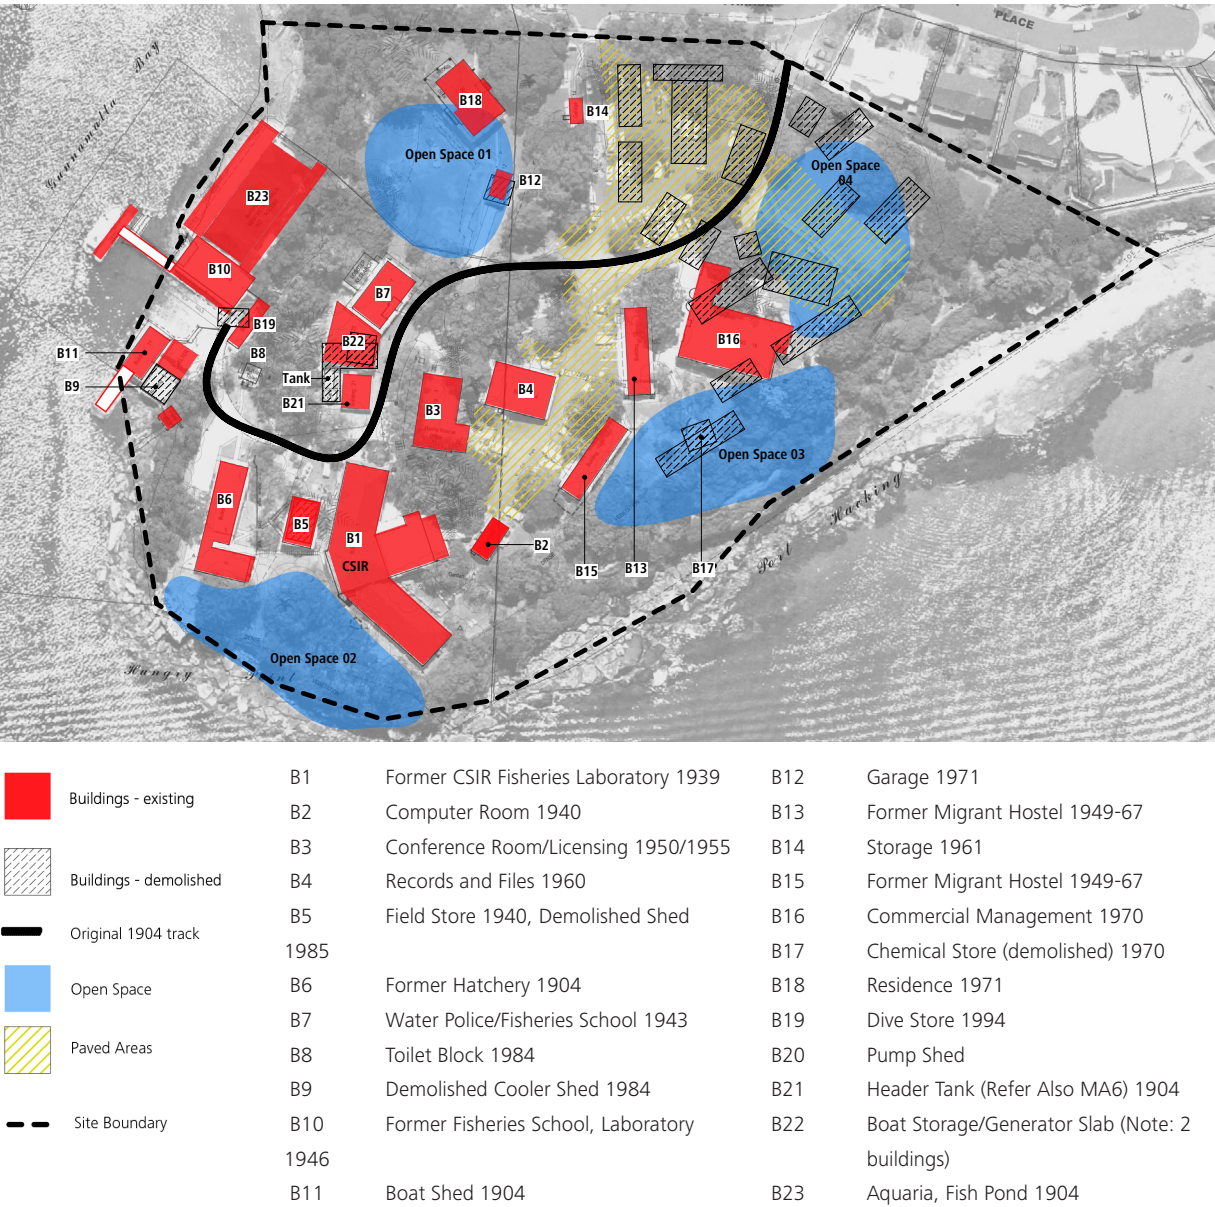 PLACE
Gunnamatta Bay
B18
B14
Open Space 01
Open Space
04
B12
B23
B10
B7
B19
B22
B16
B11
B8
B9
Tank
B21
B4
B3
Open Space 03
B6
B5
B1
B2
CSIR
B15
B13
B17
Port Hacking
Open Space 02
Hungry Point
Buildings - existing
Buildings - demolished
Original 1904 track
Open Space
Paved Areas
Site Boundary
B1 Former CSIR Fisheries Laboratory 1939
B2 Computer Room 1940
B3 Conference Room/Licensing 1950/1955
B4 Records and Files 1960
B5 Field Store 1940, Demolished Shed
1985
B6 Former Hatchery 1904
B7 Water Police/Fisheries School 1943
B8 Toilet Block 1984
B9 Demolished Cooler Shed 1984
B10 Former Fisheries School, Laboratory
1946
B11 Boat Shed 1904
B12 Garage 1971
B13 Former Migrant Hostel 1949-67
B14 Storage 1961
B15 Former Migrant Hostel 1949-67
B16 Commercial Management 1970
B17 Chemical Store (demolished) 1970
B18 Residence 1971
B19 Dive Store 1994
B20 Pump Shed
B21 Header Tank (Refer Also MA6) 1904
B22 Boat Storage/Generator Slab (Note: 2
buildings)
B23 Aquaria, Fish Pond 1904